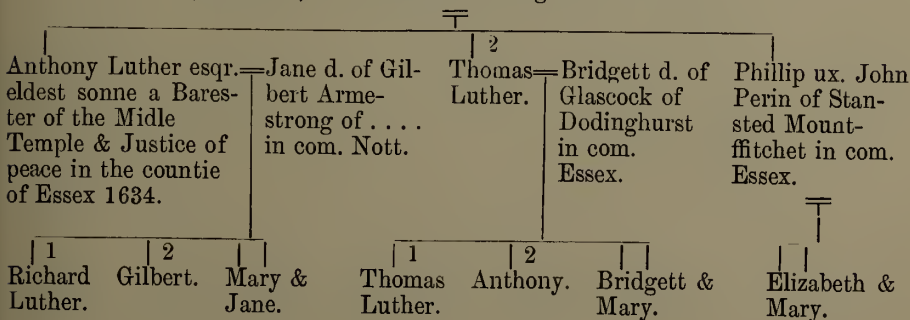 2
Anthony Luther esqr.
eldest sonne a Bares-
ter of the Midle
Temple & Justice of
peace in the countie
of Essex 1634.
Jane d. of Gil-
bert Arme-
strong of . . . .
in com. Nott.
Thomas
Luther.
Bridgett d. of
Glascock of
Dodinghurst
in com.
Essex.
Phillip ux. John
Perin of Stan-
sted Mount-
ffitchet in com.
Essex.
1
Richard
Luther.
2
Gilbert.
Mary &
Jane.
1
Thomas
Luther.
2
Anthony.
Bridgett &
Mary.
Elizabeth &
Mary.